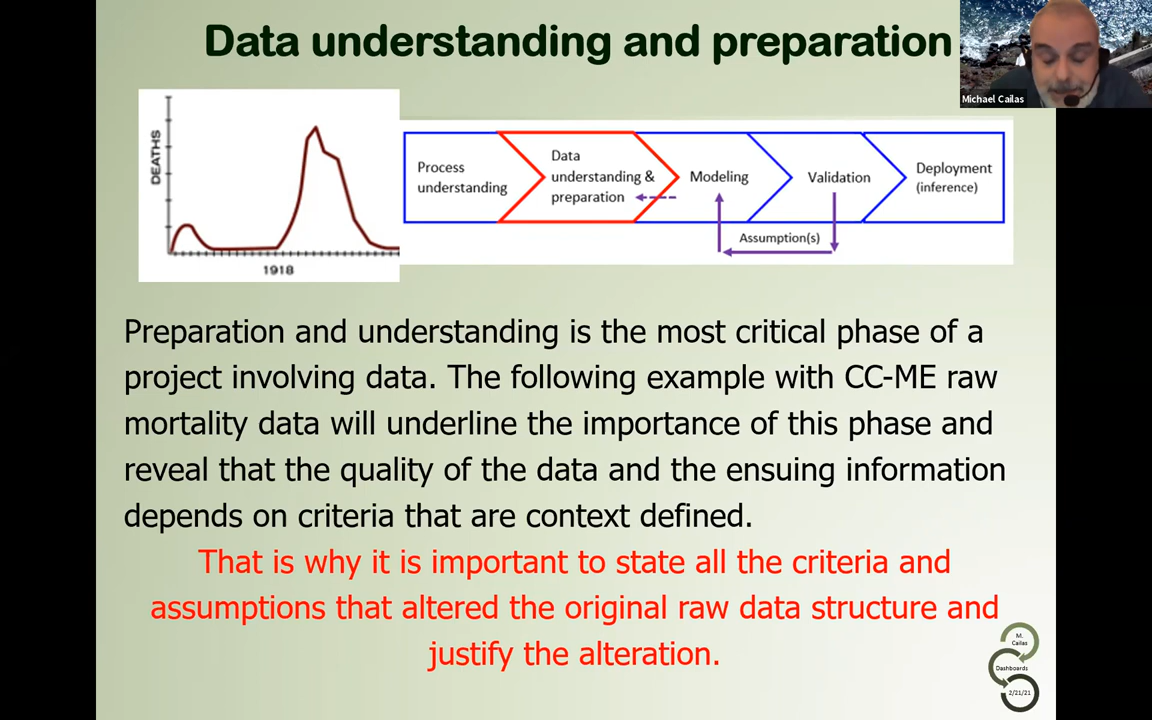 Data understanding and preparation
Michael Cailas
DEATHS
1918
Process
understanding
Data
understanding &
preparation
Modeling
Validation
Deployment
(inference)
Assumption(s)
Preparation and understanding is the most critical phase of a
project involving data. The following example with CC-ME raw
mortality data will underline the importance of this phase and
reveal that the quality of the data and the ensuing information
depends on criteria that are context defined.
That is why it is important to state all the criteria and
assumptions that altered the original raw data structure and
justify the alteration.
M.
Cailas
Dashboards
2/21/21